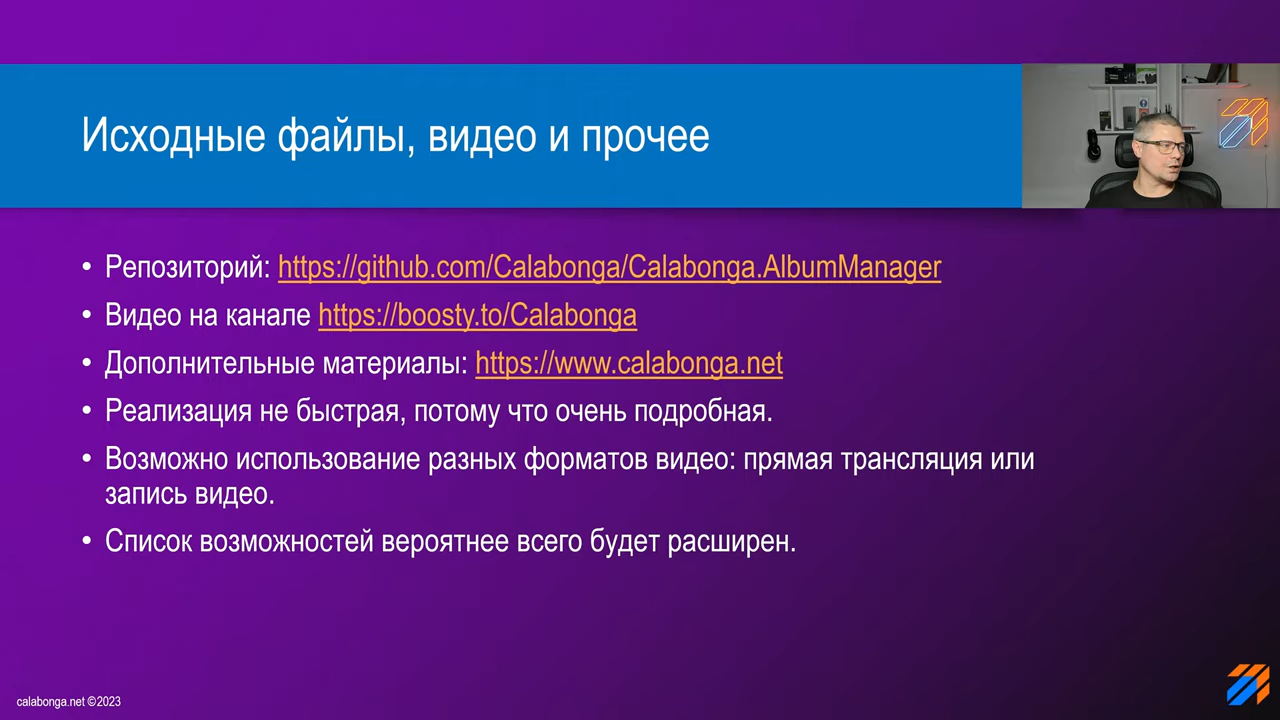 Исходные файлы, видео и прочее
• Репозиторий: https://github.com/Calabonga/Calabonga.AlbumManager
• Видео на канале https://boosty.to/Calabonga
• Дополнительные материалы: https://www.calabonga.net
• Реализация не быстрая, потому что очень подробная.
• Возможно использование разных форматов видео: прямая трансляция или
запись видео.
• Список возможностей вероятнее всего будет расширен.
calabonga.net ©2023